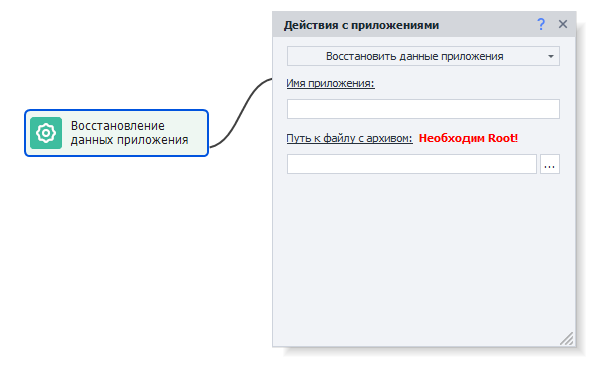 Действия с приложениями
?
Восстановить данные приложения
Имя приложения:
Восстановление
данных приложения
Путь к файлу с архивом: Необходим Root!
...